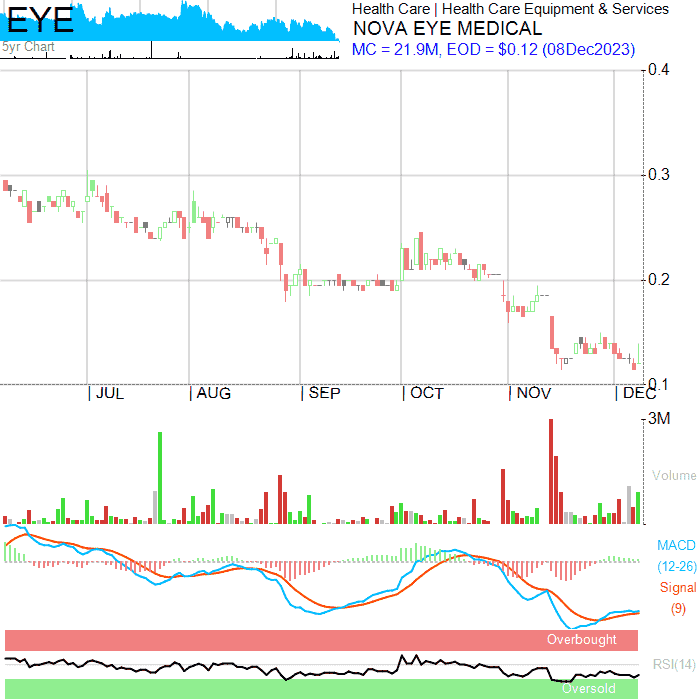 EYE
5yr Chart
Health Care | Health Care Equipment & Services
NOVA EYE MEDICAL
MC = 21.9M, EOD = $0.12 (08Dec2023)
0.4
0.3
0.2
0.1
JUL
AUG
SEP
OCT
NOV
DEC
3M
Volume
MACD
(12-26)
Signal
(9)
Overbought
RSI(14)
Oversold